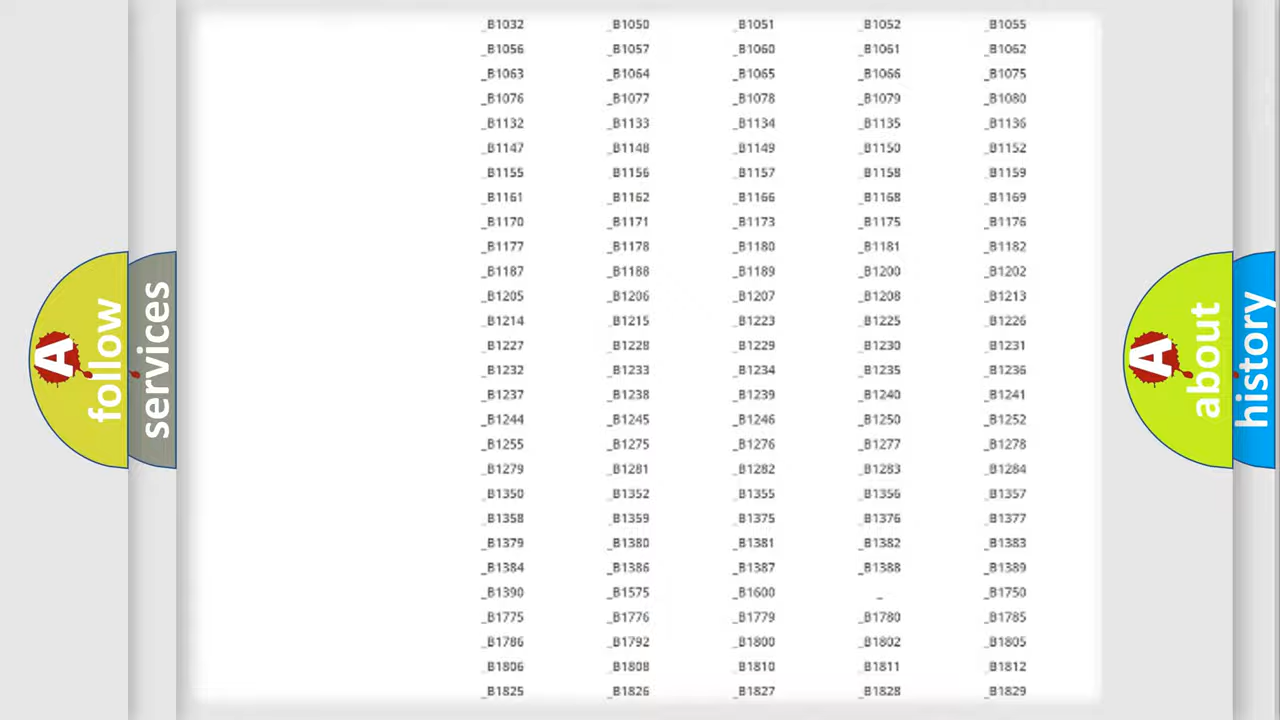 _B1032 _B1050 _B1051 _B1052 _B1055
_B1056 _B1057 _B1060 _B1061 _B1062
_B1063 _B1064 _B1065 _B1066 _B1075
_B1076 _B1077 _B1078 _B1079 _B1080
_B1132 _B1133 _B1134 _B1135 _B1136
_B1147 _B1148 _B1149 _B1150 _B1152
_B1155 _B1156 _B1157 _B1158 _B1159
_B1161 _B1162 _B1166 _B1168 _B1169
_B1170 _B1171 _B1173 _B1175 _B1176
_B1177 _B1178 _B1180 _B1181 _B1182
_B1187 _B1188 _B1189 _B1200 _B1202
_B1205 _B1206 _B1207 _B1208 _B1213
_B1214 _B1215 _B1223 _B1225 _B1226
_B1227 _B1228 _B1229 _B1230 _B1231
_B1232 _B1233 _B1234 _B1235 _B1236
_B1237 _B1238 _B1239 _B1240 _B1241
_B1244 _B1245 _B1246 _B1250 _B1252
_B1255 _B1275 _B1276 _B1277 _B1278
_B1279 _B1281 _B1282 _B1283 _B1284
_B1350 _B1352 _B1355 _B1356 _B1357
_B1358 _B1359 _B1375 _B1376 _B1377
_B1379 _B1380 _B1381 _B1382 _B1383
_B1384 _B1386 _B1387 _B1388 _B1389
_B1390 _B1575 _B1600 _ _B1750
_B1775 _B1776 _B1779 _B1780 _B1785
_B1786 _B1792 _B1800 _B1802 _B1805
_B1806 _B1808 _B1810 _B1811 _B1812
_B1825 _B1826 _B1827 _B1828 _B1829
A
follow
services
A
about
history